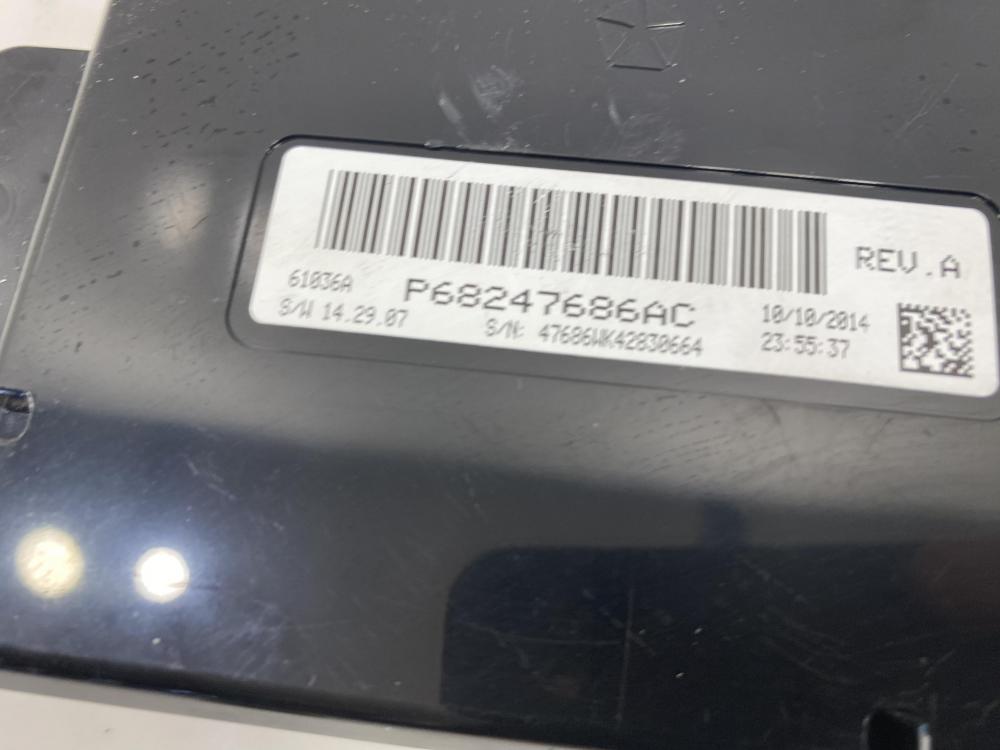 REV.A
61036A
P68247686AC
10/10/2014
S/W 14.29.07
S/N: 47686WK42830664
23:55:37